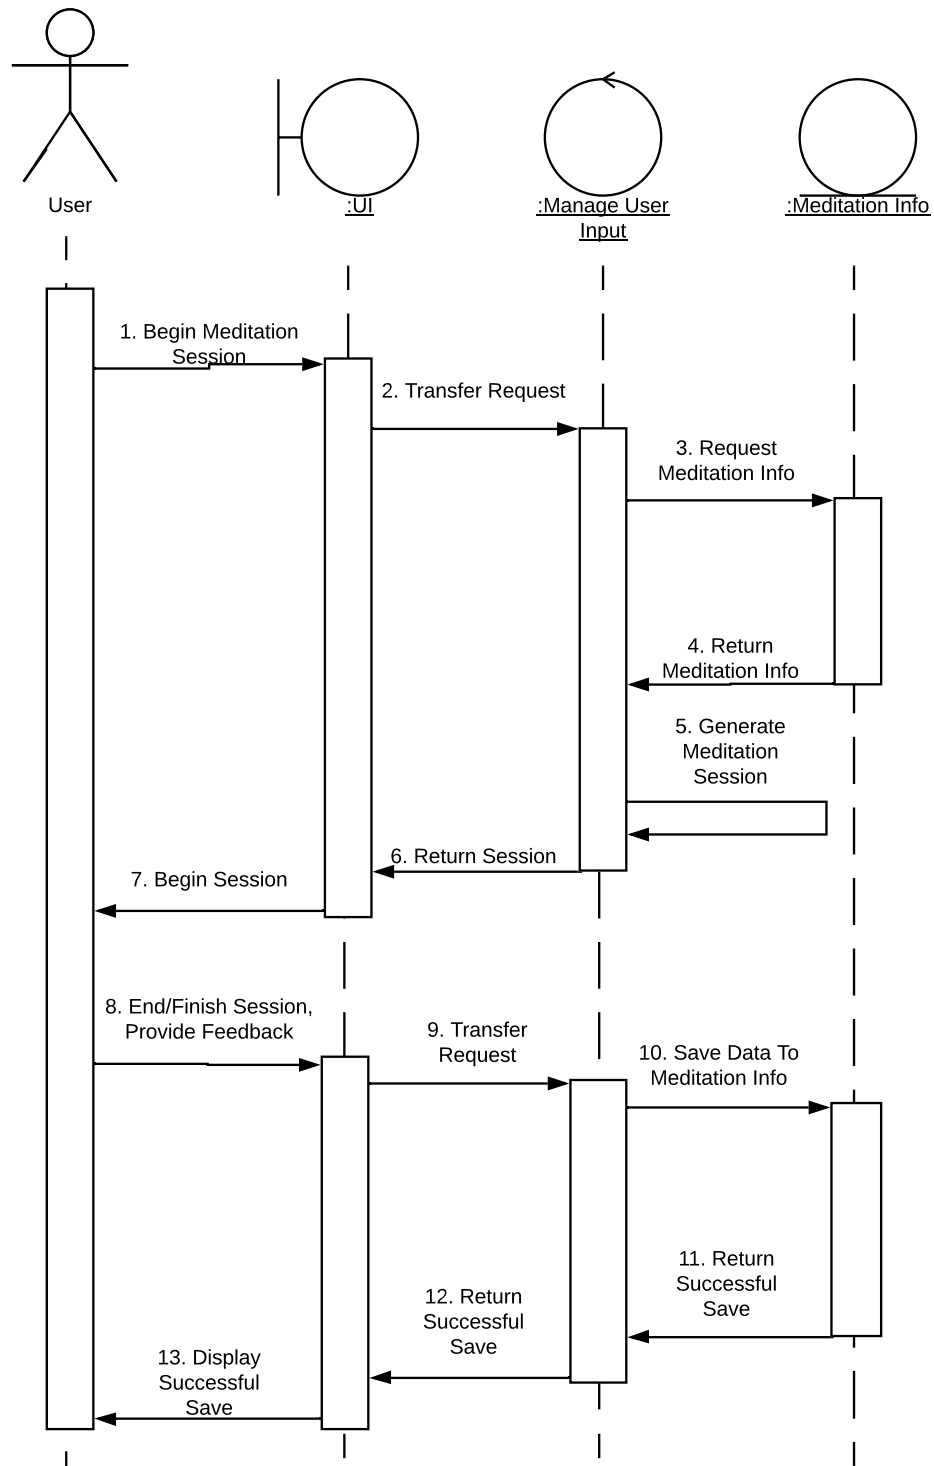 User
:UI
:Manage User
Input
:Meditation Info
1. Begin Meditation
Session
2. Transfer Request
3. Request
Meditation Info
4. Return
Meditation Info
5. Generate
Meditation
Session
6. Return Session
7. Begin Session
8. End/Finish Session,
Provide Feedback
9. Transfer
Request
10. Save Data To
Meditation Info
11. Return
Successful
Save
12. Return
Successful
Save
13. Display
Successful
Save